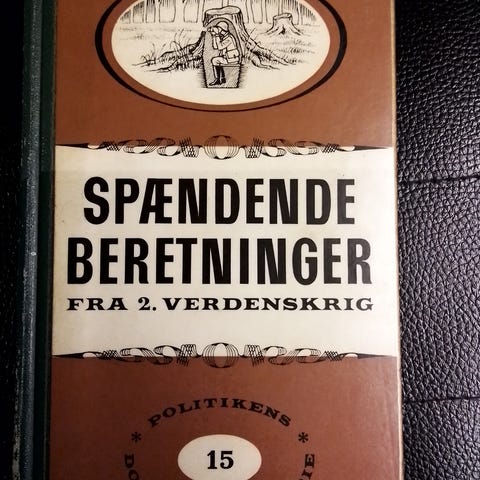 SPÆNDENDE
BERETNINGER
FRA 2. VERDENSKRIG
* POLITIKENS *
15